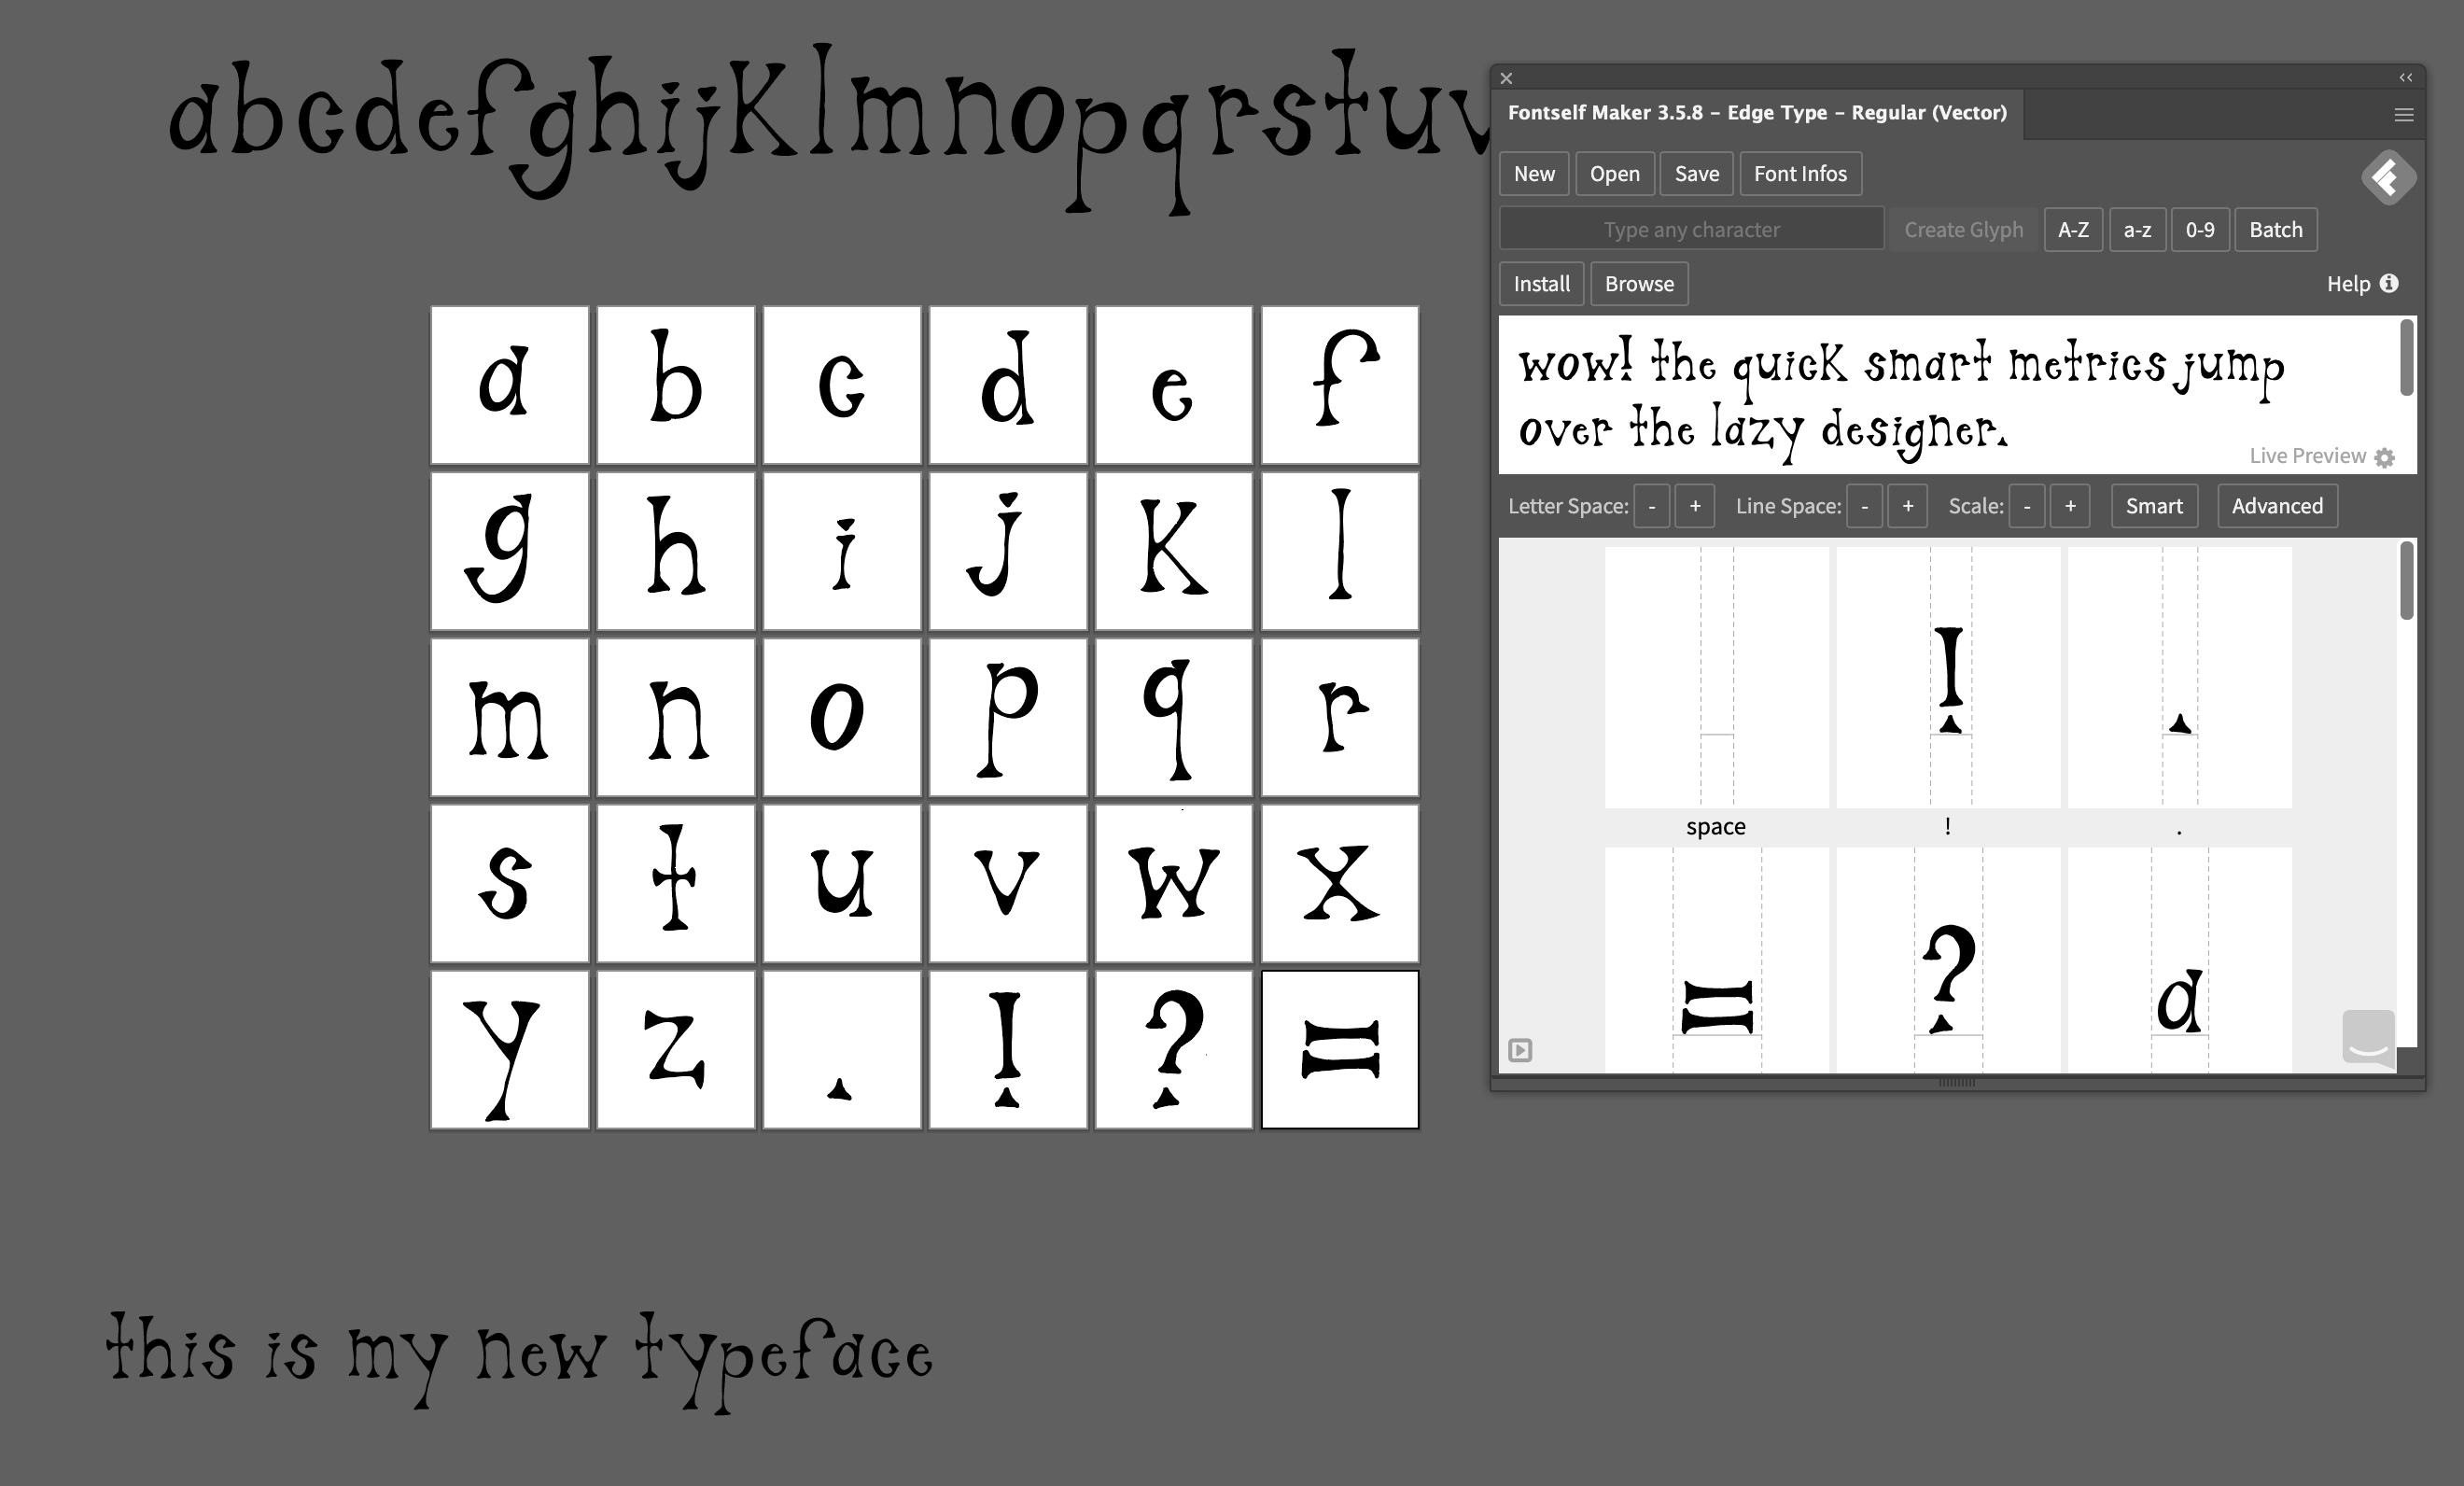 abcdefghijklmnopqrstuv
Fontself Maker 3.5.8 – Edge Type – Regular (Vector)
New Open Save Font Infos
Type any character Create Glyph A-Z a-z 0-9 Batch
Install Browse Help
wow! the quick smart metrics jump
over the lazy designer.
Live Preview
Letter Space: - + Line Space: - + Scale: - + Smart Advanced
! .
space ! .
= ? a
a b c d e f
g h i j k l
m n o p q r
s t u v w x
y z . ! ? =
this is my new typeface